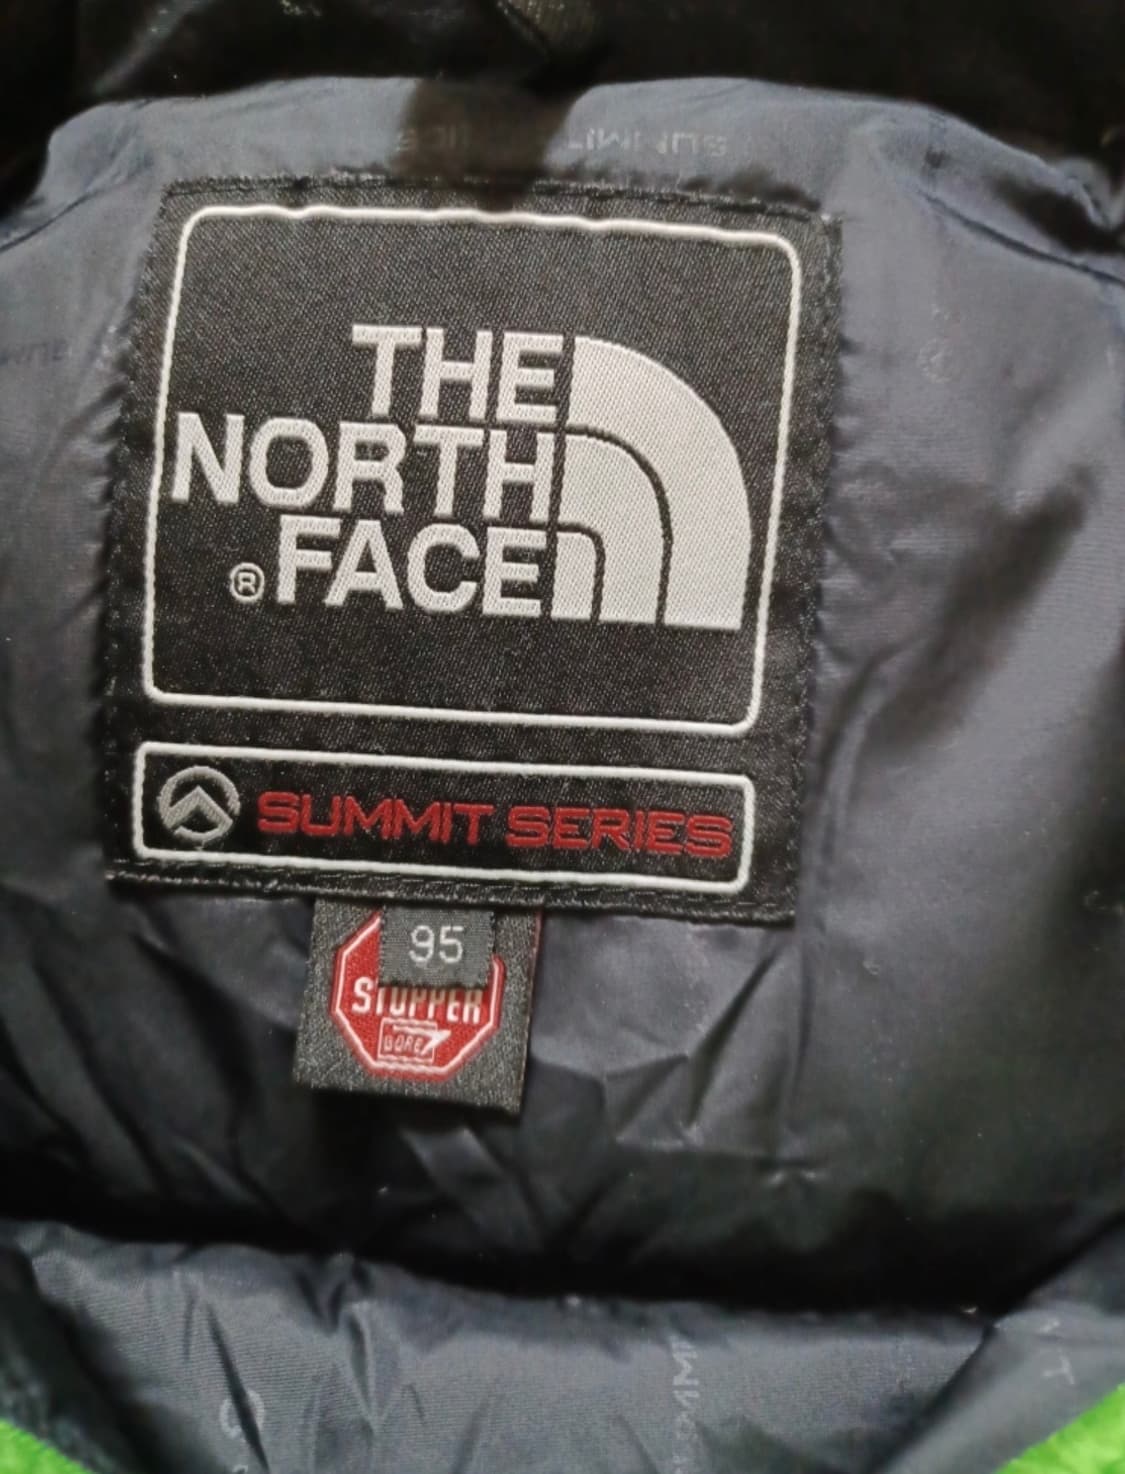 THE
NORTH
® FACE
SUMMIT SERIES
95
STOPPER
GORE